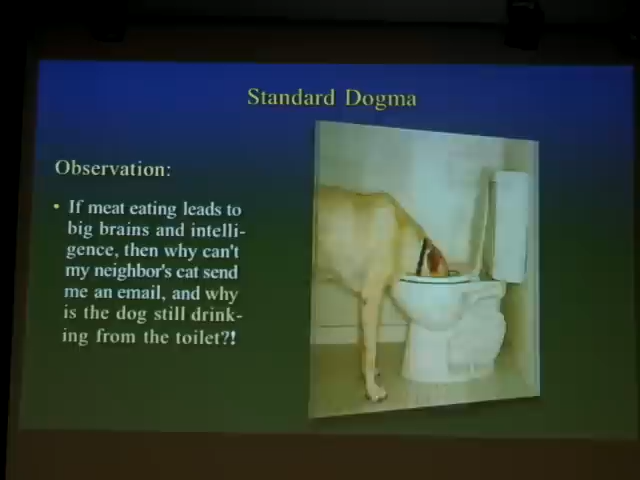 Standard Dogma
Observation:
• If meat eating leads to
big brains and intelli-
gence, then why can't
my neighbor's cat send
me an email, and why
is the dog still drink-
ing from the toilet?!